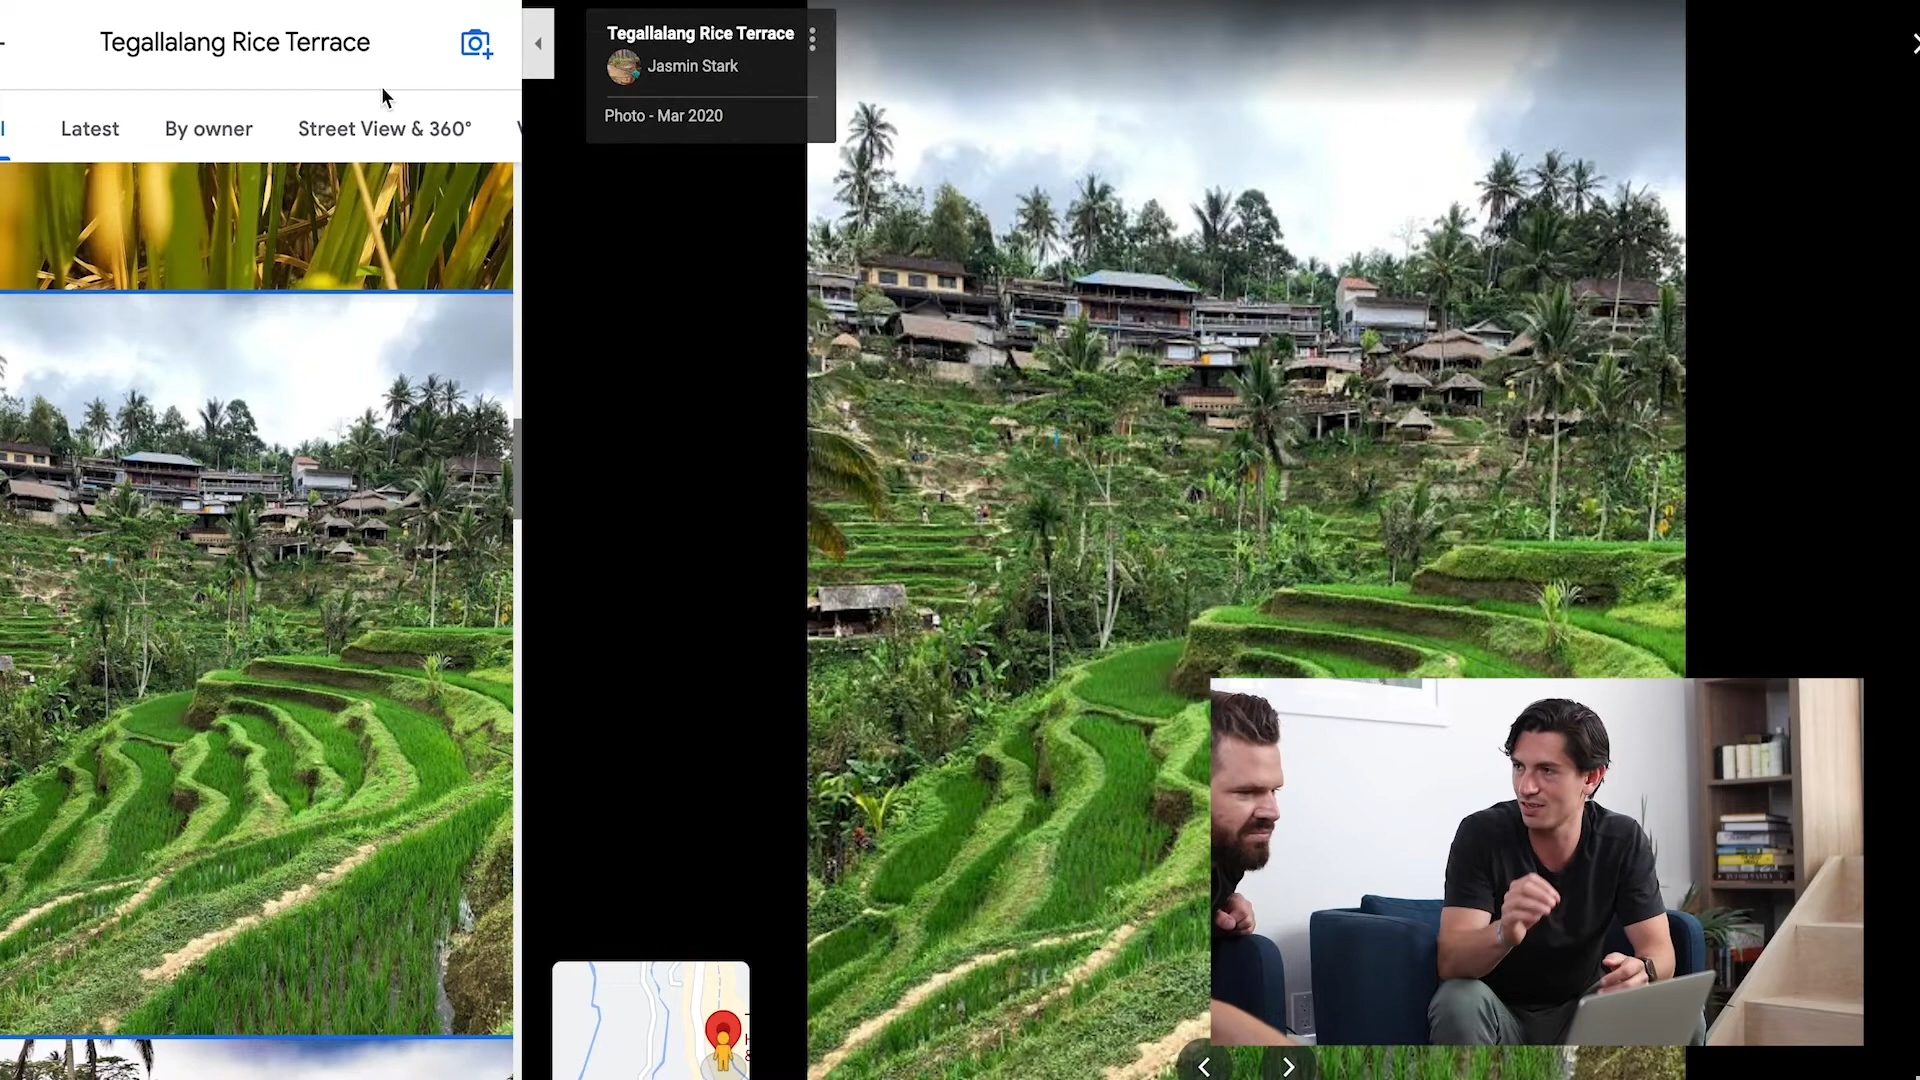 Tegallalang Rice Terrace
Latest
By owner
Street View & 360°
Tegallalang Rice Terrace
Jasmin Stark
Photo - Mar 2020